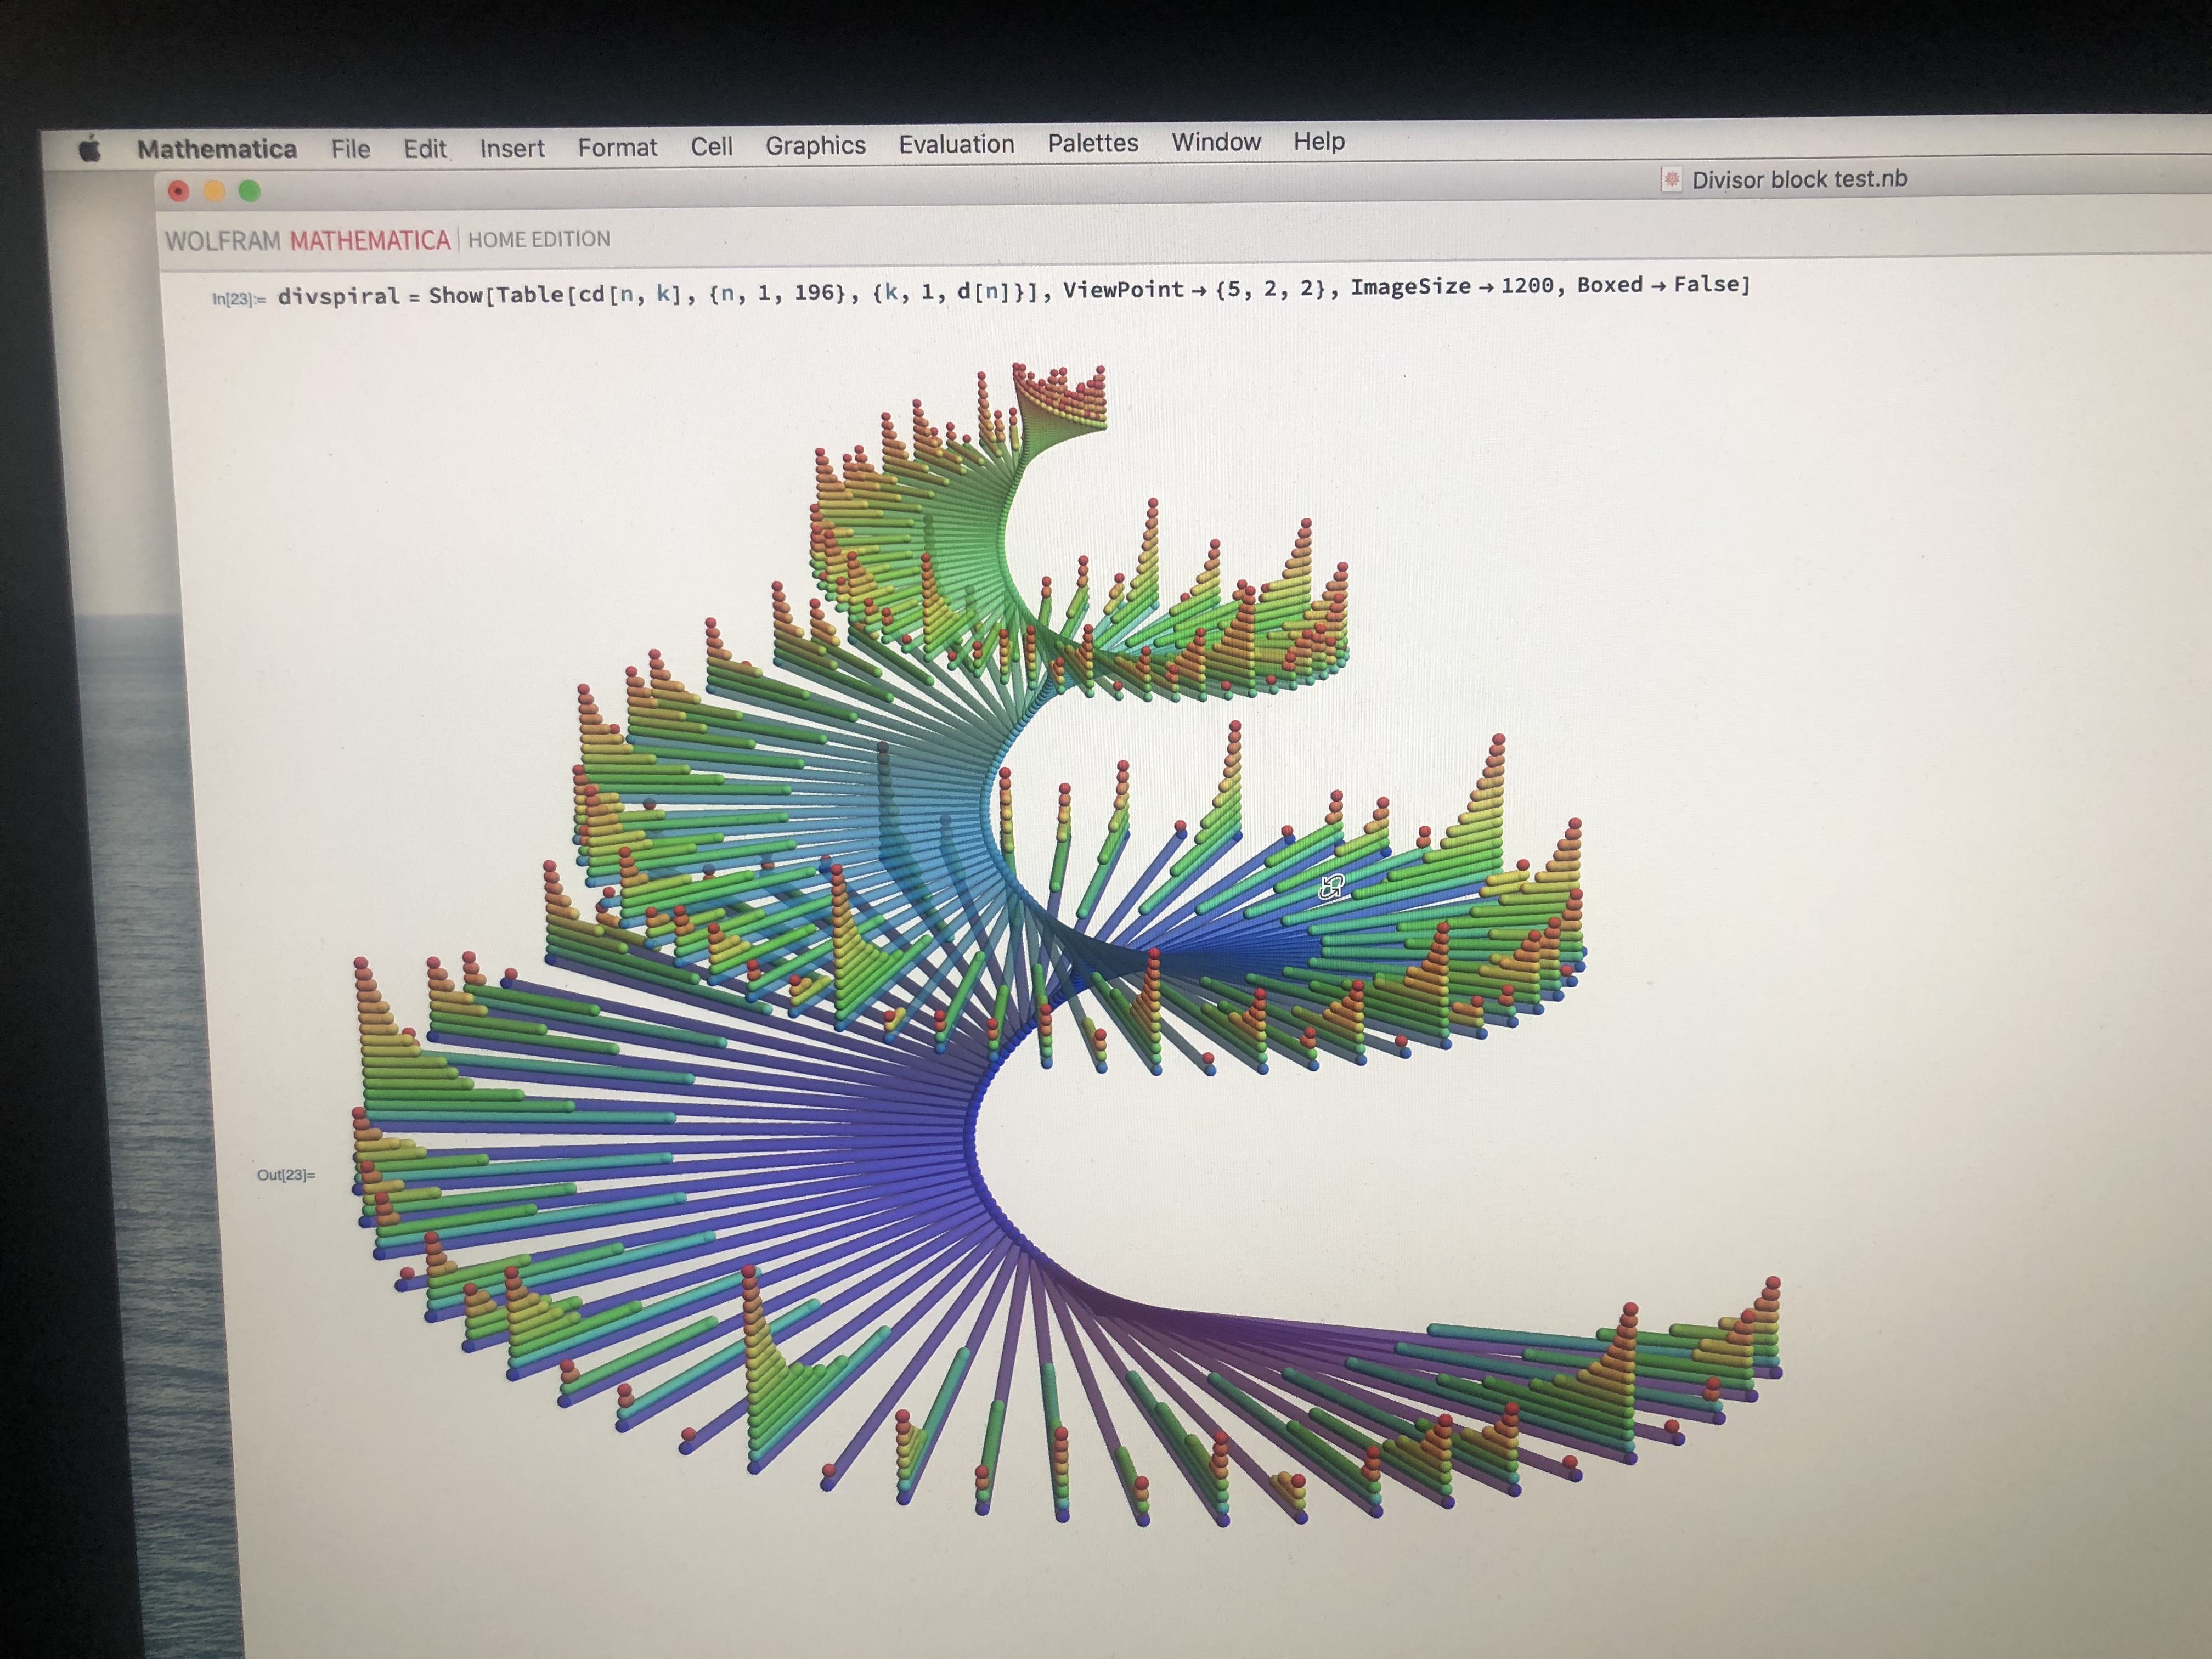 Mathematica File Edit Insert Format Cell Graphics Evaluation Palettes Window Help
Divisor block test.nb
WOLFRAM MATHEMATICA | HOME EDITION
In[23]:= divspiral = Show[Table[cd[n, k], {n, 1, 196}, {k, 1, d[n]}], ViewPoint → {5, 2, 2}, ImageSize → 1200, Boxed → False]
Out[23]=